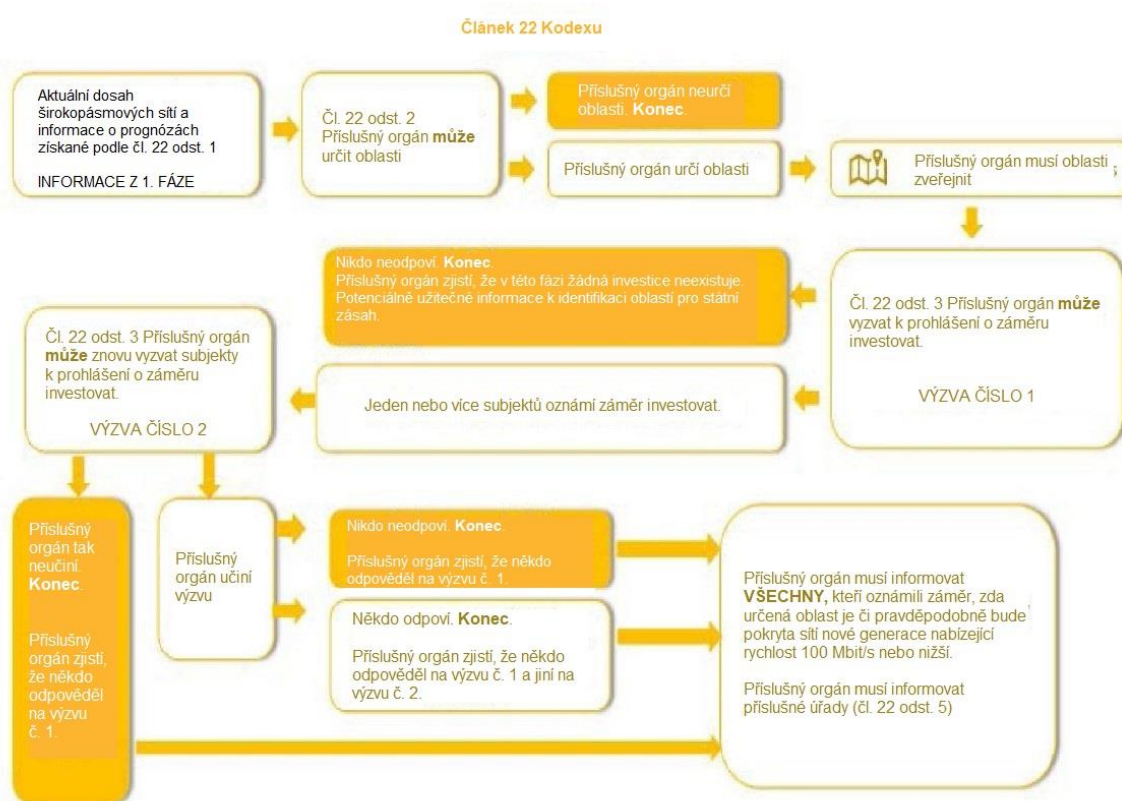 Článek 22 Kodexu
Aktuální dosah
širokopásmových sítí a
informace o prognózách
získané podle čl. 22 odst. 1
INFORMACE Z 1. FÁZE
Čl. 22 odst. 2
Příslušný orgán může
určit oblasti
Příslušný orgán neurčí
oblasti. Konec.
Příslušný orgán určí oblasti
Příslušný orgán musí oblasti
zveřejnit
Čl. 22 odst. 3 Příslušný orgán může
vyzvat k prohlášení o záměru
investovat.
VÝZVA ČÍSLO 1
Nikdo neodpoví. Konec.
Příslušný orgán zjistí, že v této fázi žádná investice neexistuje.
Potenciálně užitečné informace k identifikaci oblastí pro státní
zásah.
Jeden nebo více subjektů oznámí záměr investovat.
Čl. 22 odst. 3 Příslušný orgán
může znovu vyzvat subjekty
k prohlášení o záměru
investovat.
VÝZVA ČÍSLO 2
Příslušný
orgán tak
neučiní.
Konec.
Příslušný
orgán zjistí,
že někdo
odpověděl
na výzvu
č. 1.
Příslušný
orgán učiní
výzvu
Nikdo neodpoví. Konec.
Příslušný orgán zjistí, že někdo
odpověděl na výzvu č. 1.
Někdo odpoví. Konec.
Příslušný orgán zjistí, že někdo
odpověděl na výzvu č. 1 a jiní na
výzvu č. 2.
Příslušný orgán musí informovat
VŠECHNY, kteří oznámili záměr, zda
určená oblast je či pravděpodobně bude
pokryta sítí nové generace nabízející
rychlost 100 Mbit/s nebo nižší.
Příslušný orgán musí informovat
příslušné úřady (čl. 22 odst. 5)